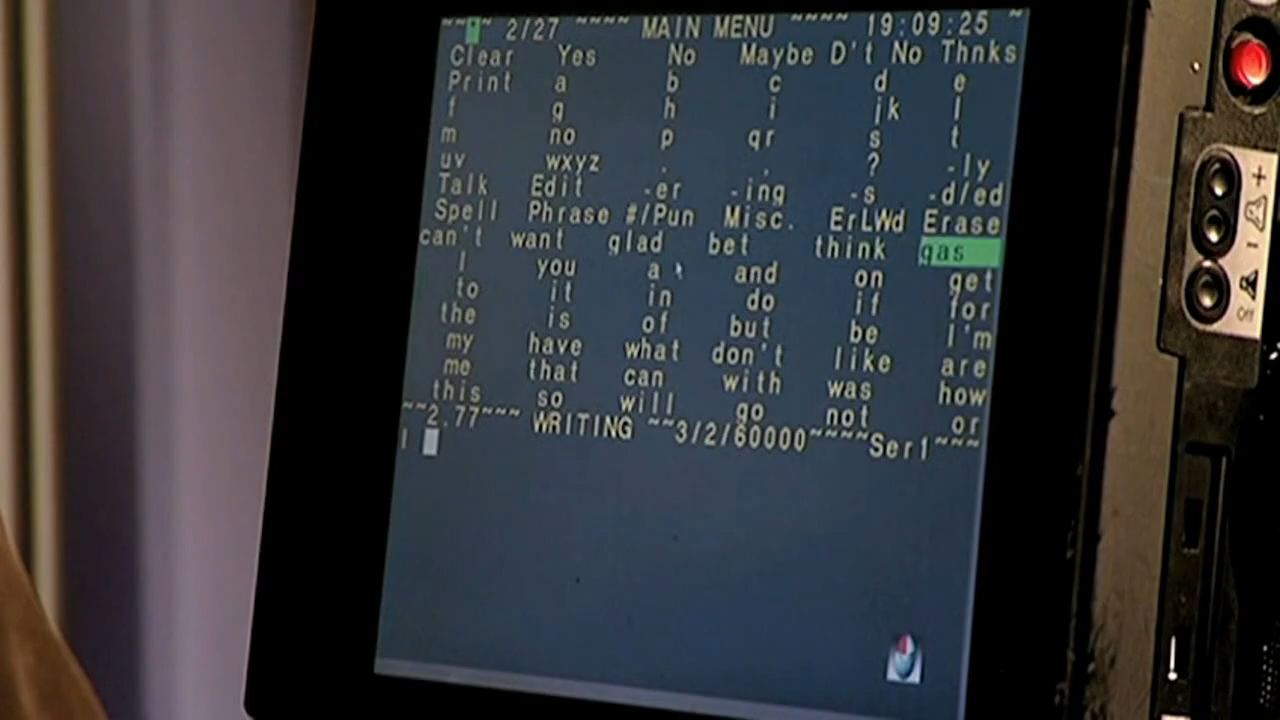 ~~* ~ 2/27 ~~~~ MAIN MENU ~~~~ 19:09:25 ~
Clear Yes No Maybe D't No Thnks
Print a b c d e
f g h i jk l
m no p qr s t
uv wxyz . , ? -ly
Talk Edit -er -ing -s -d/ed
Spell Phrase #/Pun Misc. ErLWd Erase
can't want glad bet think gas
I you a and on get
to it in do if for
the is of but be I'm
my have what don't like are
me that can with was how
this so will go not or
~~2.77~~~ WRITING ~~3/2/60000~~~~Ser1~~~
I
+
-
Off